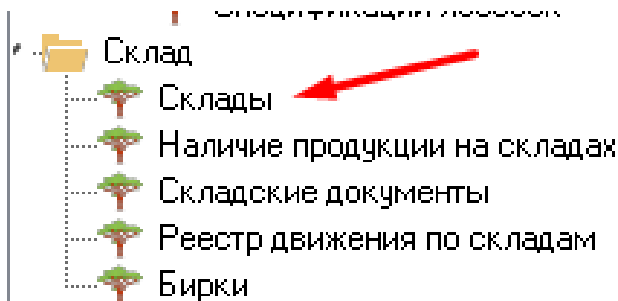 Склад
Склады
Наличие продукции на складах
Складские документы
Реестр движения по складам
Бирки